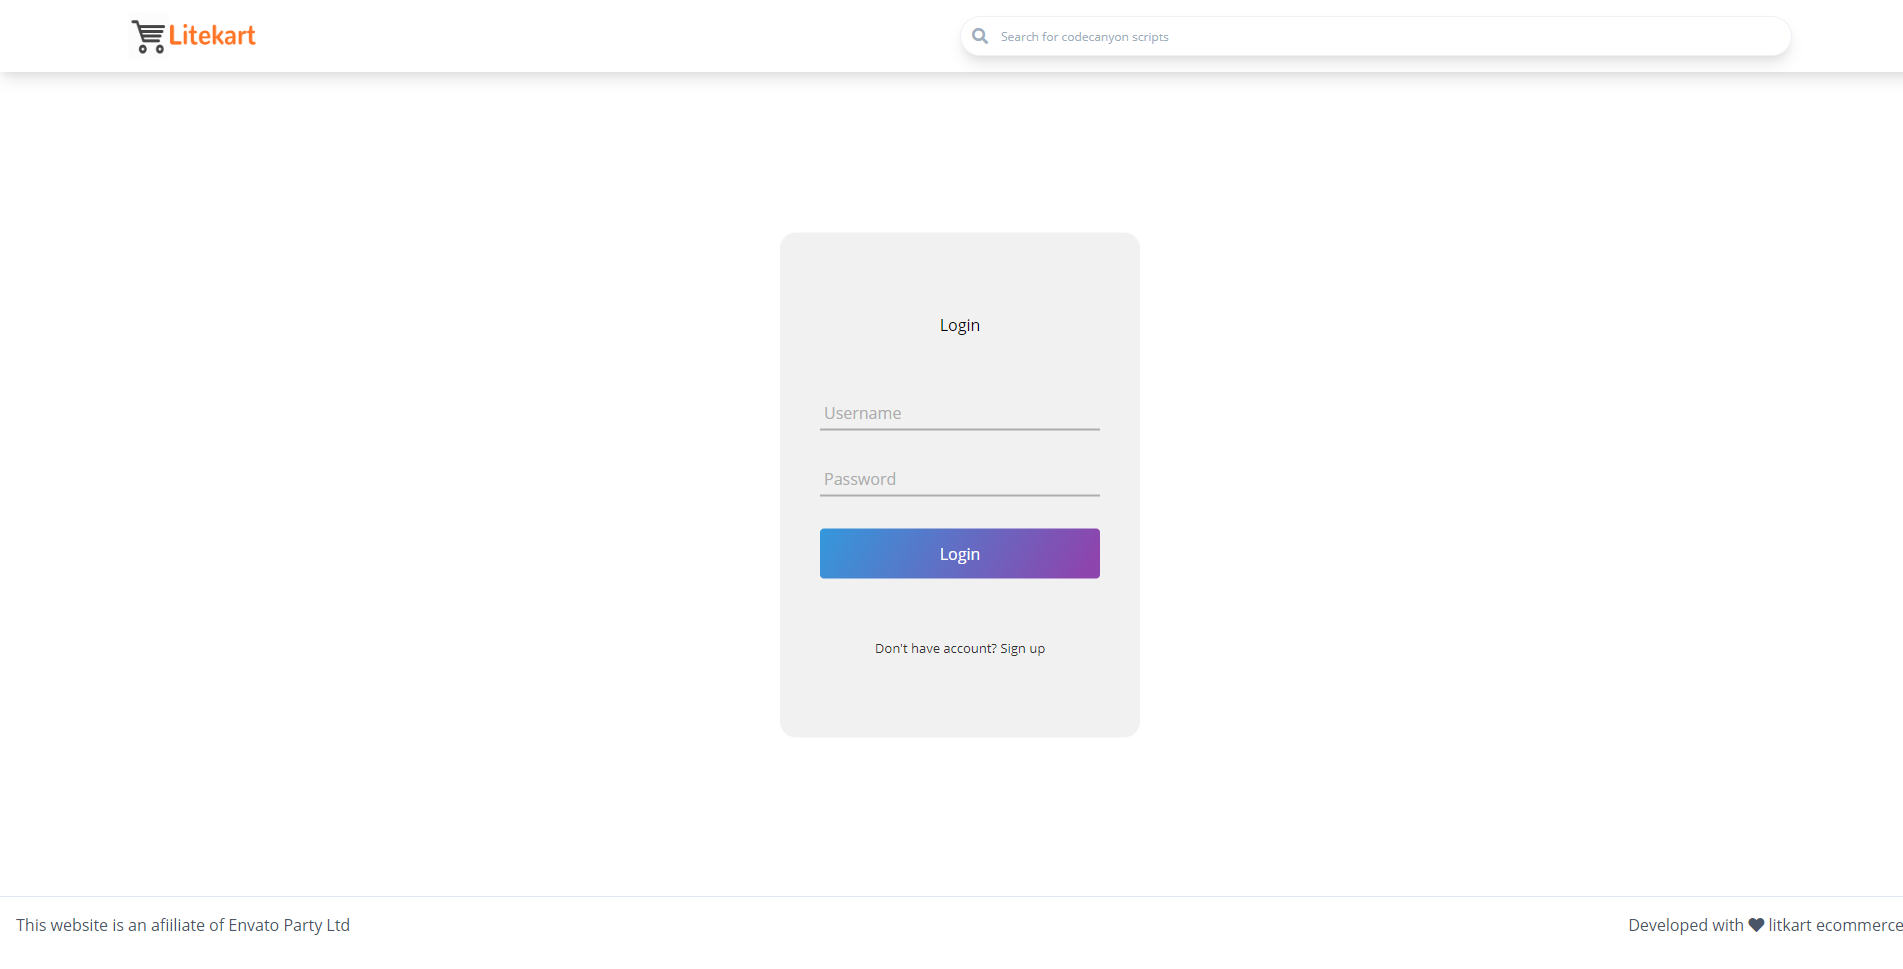 Litekart
Search for codecanyon scripts
Login
Username
Password
Login
Don't have account? Sign up
This website is an afiiliate of Envato Party Ltd
Developed with litkart ecommerce